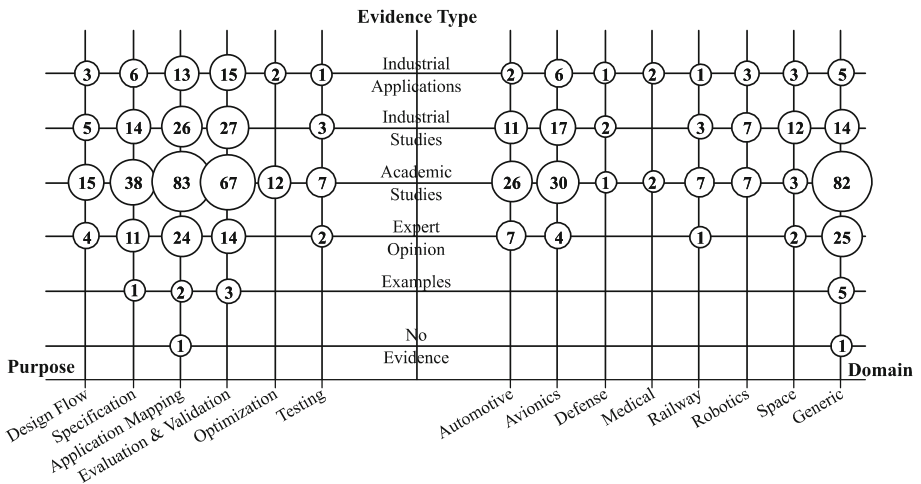 Evidence Type
3 6 13 15 2 1 Industrial 2 6 1 2 1 3 3 5
Applications
5 14 26 27 3 Industrial 11 17 2 3 7 12 14
Studies
15 38 83 67 12 7 Academic 26 30 1 2 7 7 3 82
Studies
4 11 24 14 2 Expert 7 4 1 2 25
Opinion
1 2 3 Examples 5
1 No 1
Evidence
Purpose
Domain
Design Flow
Specification
Application Mapping
Evaluation & Validation
Optimization
Testing
Automotive
Avionics
Defense
Medical
Railway
Robotics
Space
Generic